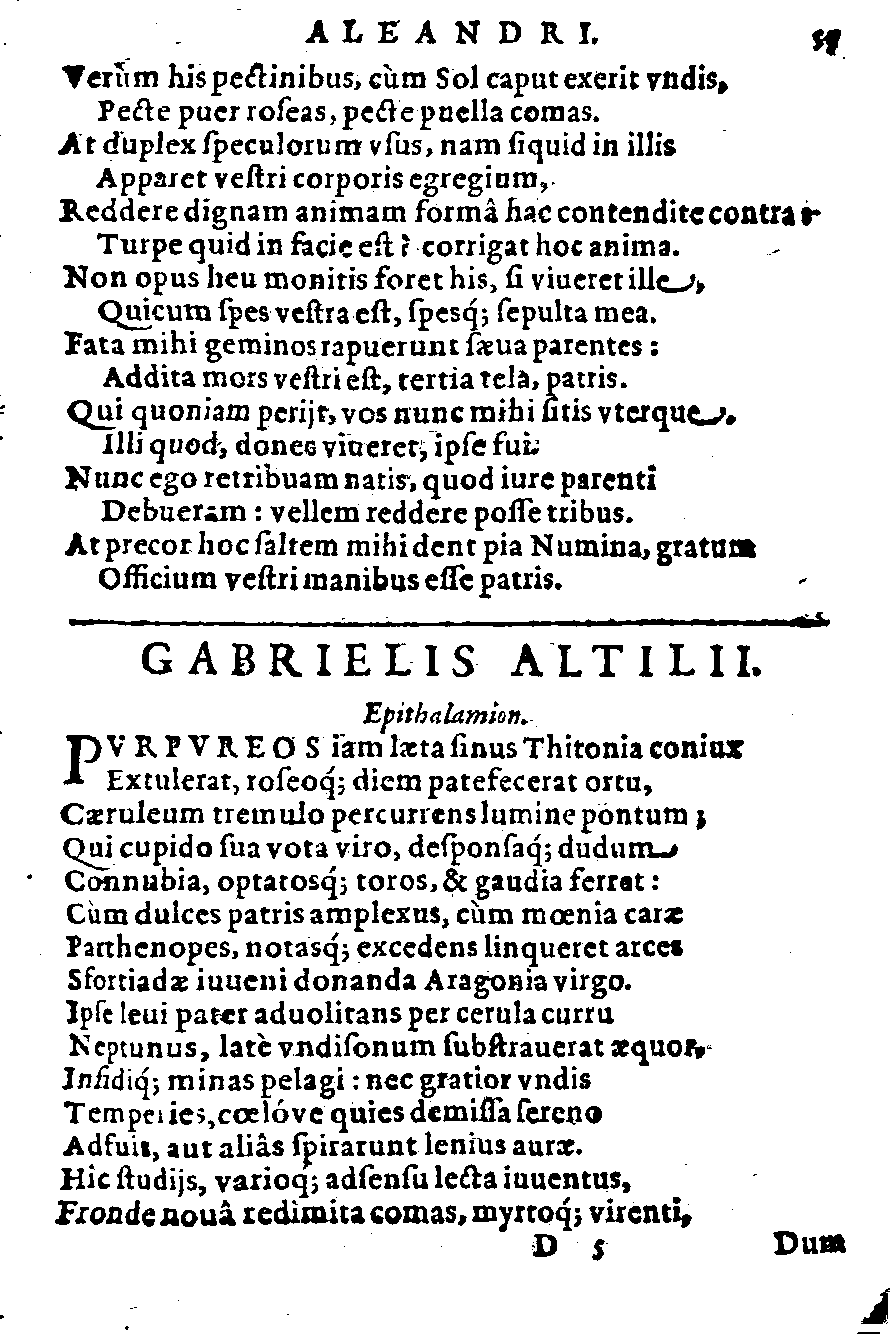 ALEANDRI. 57
Verùm his pectinibus, cùm Sol caput exerit vndis,
Pecte puer roſeas, pecte puella comas.
At duplex ſpeculorum vſus, nam ſiquid in illis
Apparet veſtri corporis egregium,
Reddere dignam animam formâ hac contendite contra
Turpe quid in facie eſt? corrigat hoc anima.
Non opus heu monitis foret his, ſi viueret ille,
Quicum ſpes veſtra eſt, ſpesq́; ſepulta mea.
Fata mihi geminos rapuerunt ſæua parentes:
Addita mors veſtri eſt, tertia tela, patris.
Qui quoniam perijt, vos nunc mihi ſitis vterque.
Illi quod, donec viueret, ipſe fui.
Nunc ego retribuam natis, quod iure parenti
Debueram: vellem reddere poſſe tribus.
At precor hoc ſaltem mihi dent pia Numina, gratum
Officium veſtri manibus eſſe patris.
GABRIELIS ALTILII.
Epithalamion.
PVRPVREOS iam læta ſinus Thitonia coniux
Extulerat, roſeoq́; diem patefecerat ortu,
Cæruleum tremulo percurrens lumine pontum;
Qui cupido ſua vota viro, deſponſaq́; dudum
Connubia, optatosq́; toros, & gaudia ferret:
Cùm dulces patris amplexus, cùm mœnia caræ
Parthenopes, notasq́; excedens linqueret arces
Sfortiadæ iuueni donanda Aragonia virgo.
Ipſe leui pater aduolitans per cerula curru
Neptunus, latè vndiſonum ſubſtrauerat æquor,
Infidiq́; minas pelagi: nec gratior vndis
Temperies, cœlóve quies demiſſa ſereno
Adfuit, aut aliâs ſpirarunt lenius auræ.
Hic ſtudijs, varioq́; adſenſu lecta iuuentus,
Fronde nouâ redimita comas, myrtoq́; virenti,
D 5 Dum